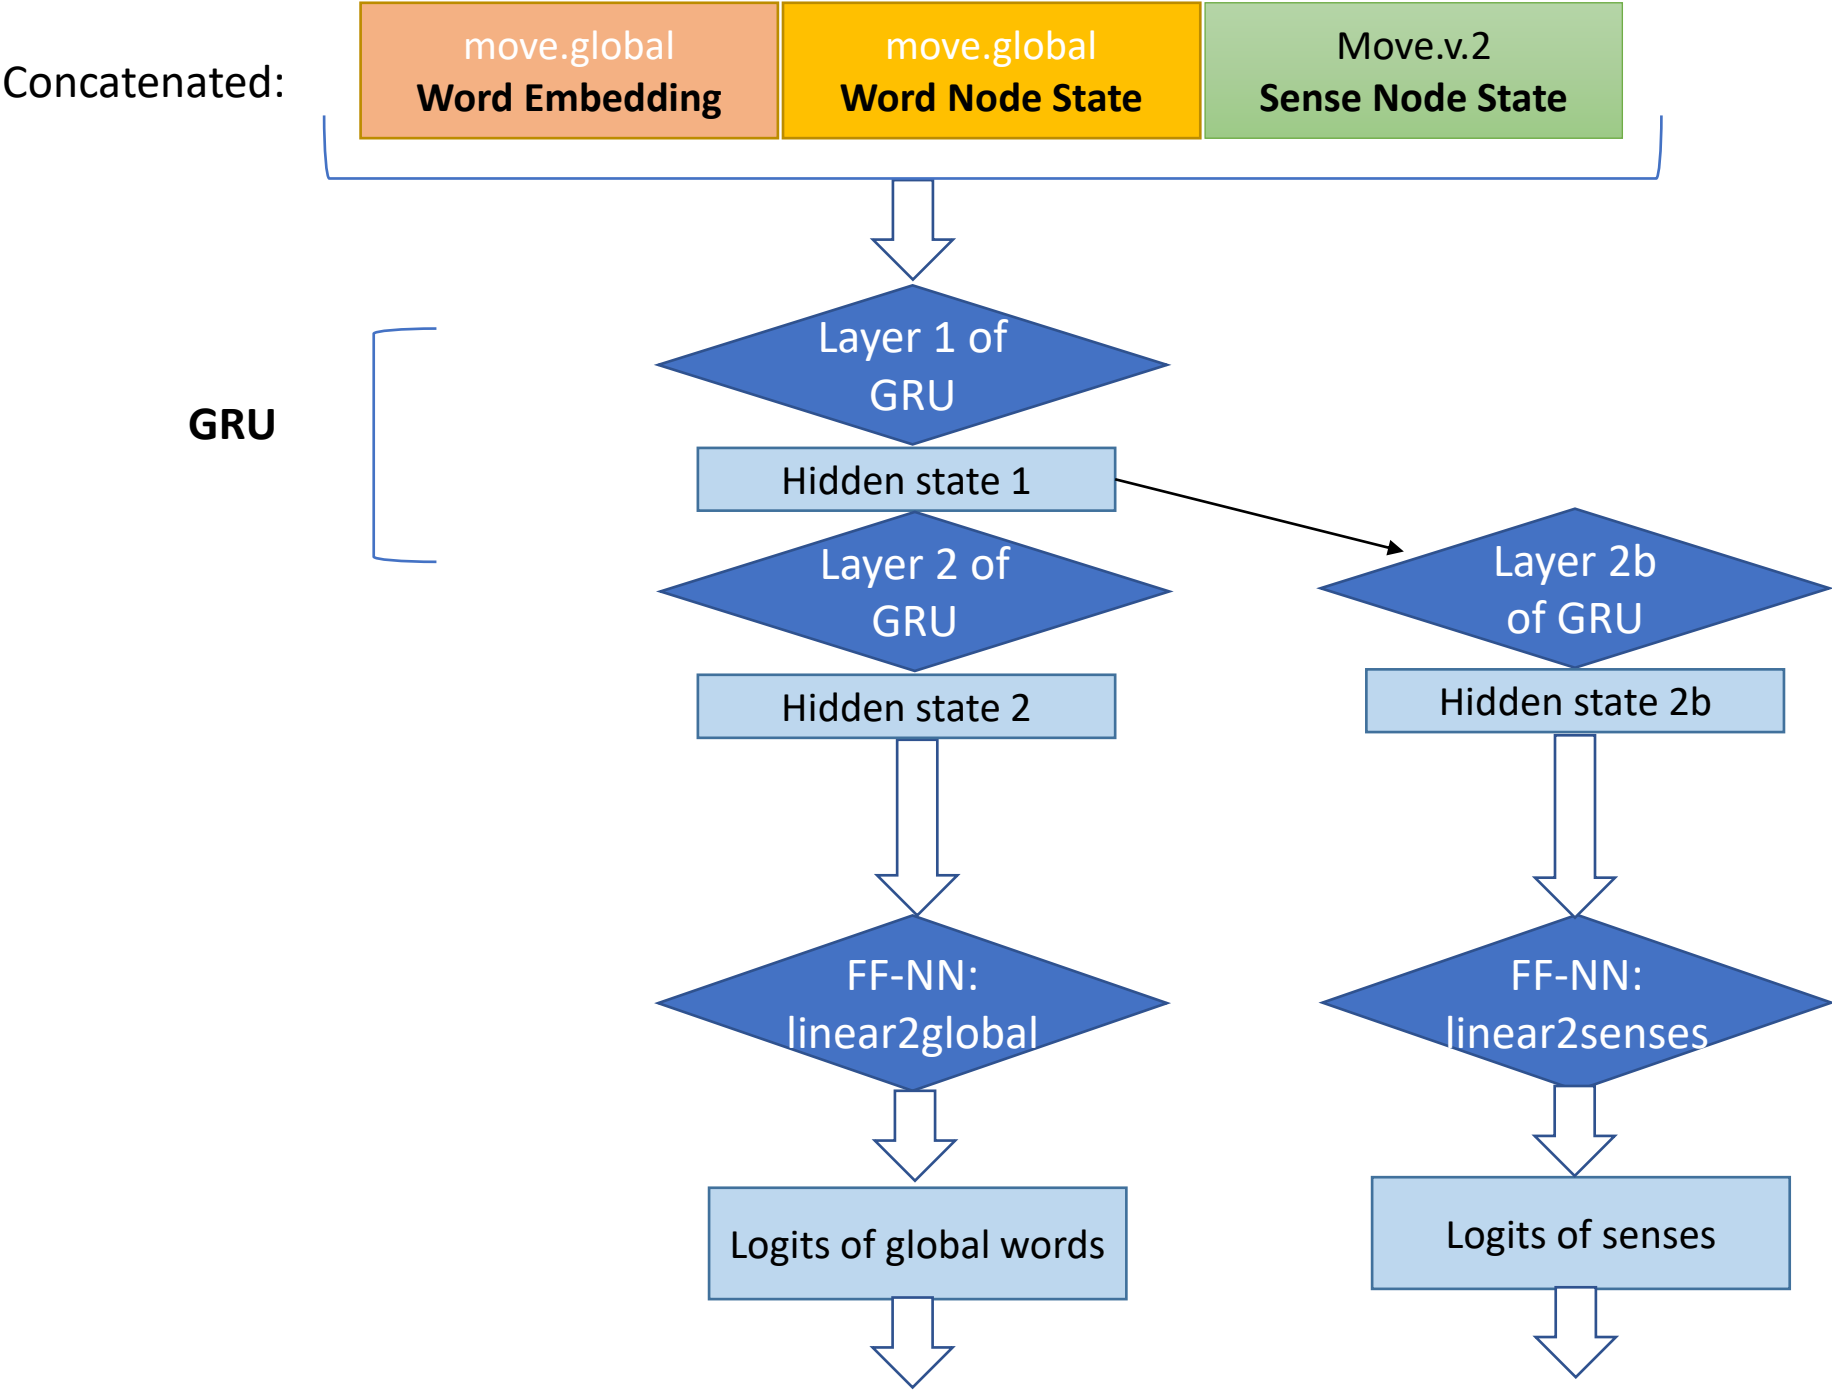 move.global
Word Embedding
move.global
Word Node State
Move.v.2
Sense Node State
Concatenated:
Layer 1 of
GRU
GRU
Hidden state 1
Layer 2 of
GRU
Layer 2b
of GRU
Hidden state 2
Hidden state 2b
FF-NN:
linear2global
FF-NN:
linear2senses
Logits of global words
Logits of senses